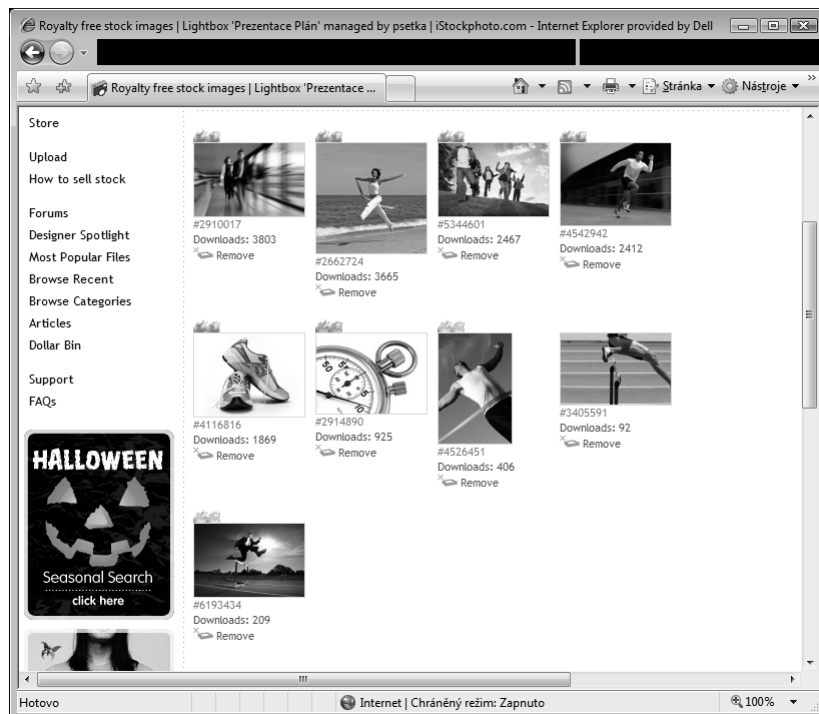 Royalty free stock images | Lightbox 'Prezentace Plán' managed by psetka | iStockphoto.com - Internet Explorer provided by Dell
Royalty free stock images | Lightbox 'Prezentace ...
Stránka
Nástroje
»
Store
Upload
How to sell stock
Forums
Designer Spotlight
Most Popular Files
Browse Recent
Browse Categories
Articles
Dollar Bin
Support
FAQs
HALLOWEEN
Seasonal Search
click here
#2910017
Downloads: 3803
Remove
#2662724
Downloads: 3665
Remove
#5344601
Downloads: 2467
Remove
#4542942
Downloads: 2412
Remove
#4116816
Downloads: 1869
Remove
#2914890
Downloads: 925
Remove
#4526451
Downloads: 406
Remove
#3405591
Downloads: 92
Remove
#6193434
Downloads: 209
Remove
Hotovo
Internet | Chráněný režim: Zapnuto
100%